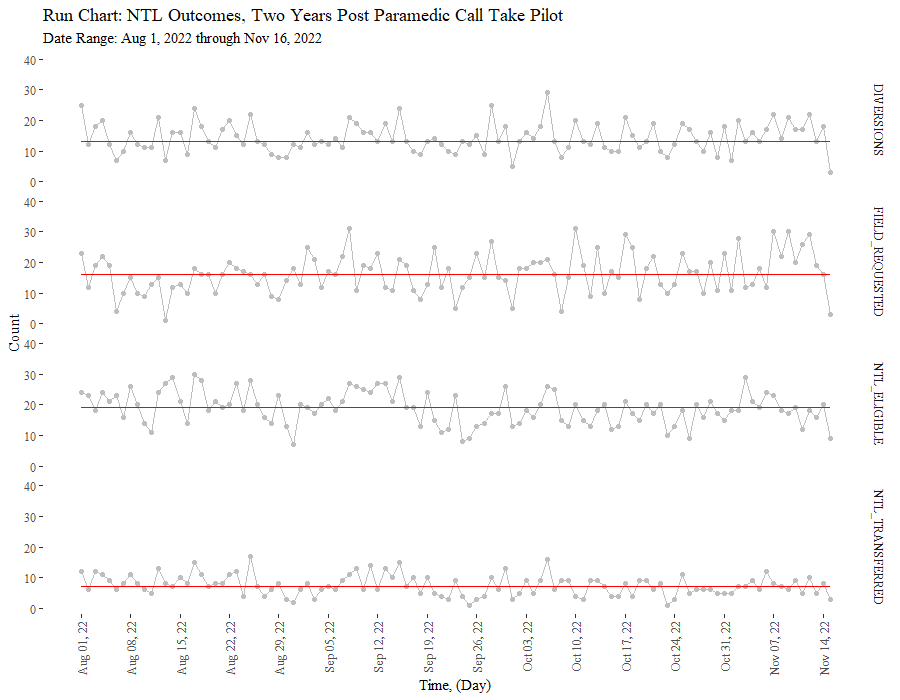 Run Chart: NTL Outcomes, Two Years Post Paramedic Call Take Pilot
Date Range: Aug 1, 2022 through Nov 16, 2022
Count
40
30
20
10
0
DIVERSIONS
40
30
20
10
0
FIELD_REQUESTED
40
30
20
10
0
NTL_ELIGIBLE
40
30
20
10
0
NTL_TRANSFERRED
Aug 01, 22
Aug 08, 22
Aug 15, 22
Aug 22, 22
Aug 29, 22
Sep 05, 22
Sep 12, 22
Sep 19, 22
Sep 26, 22
Oct 03, 22
Oct 10, 22
Oct 17, 22
Oct 24, 22
Oct 31, 22
Nov 07, 22
Nov 14, 22
Time, (Day)